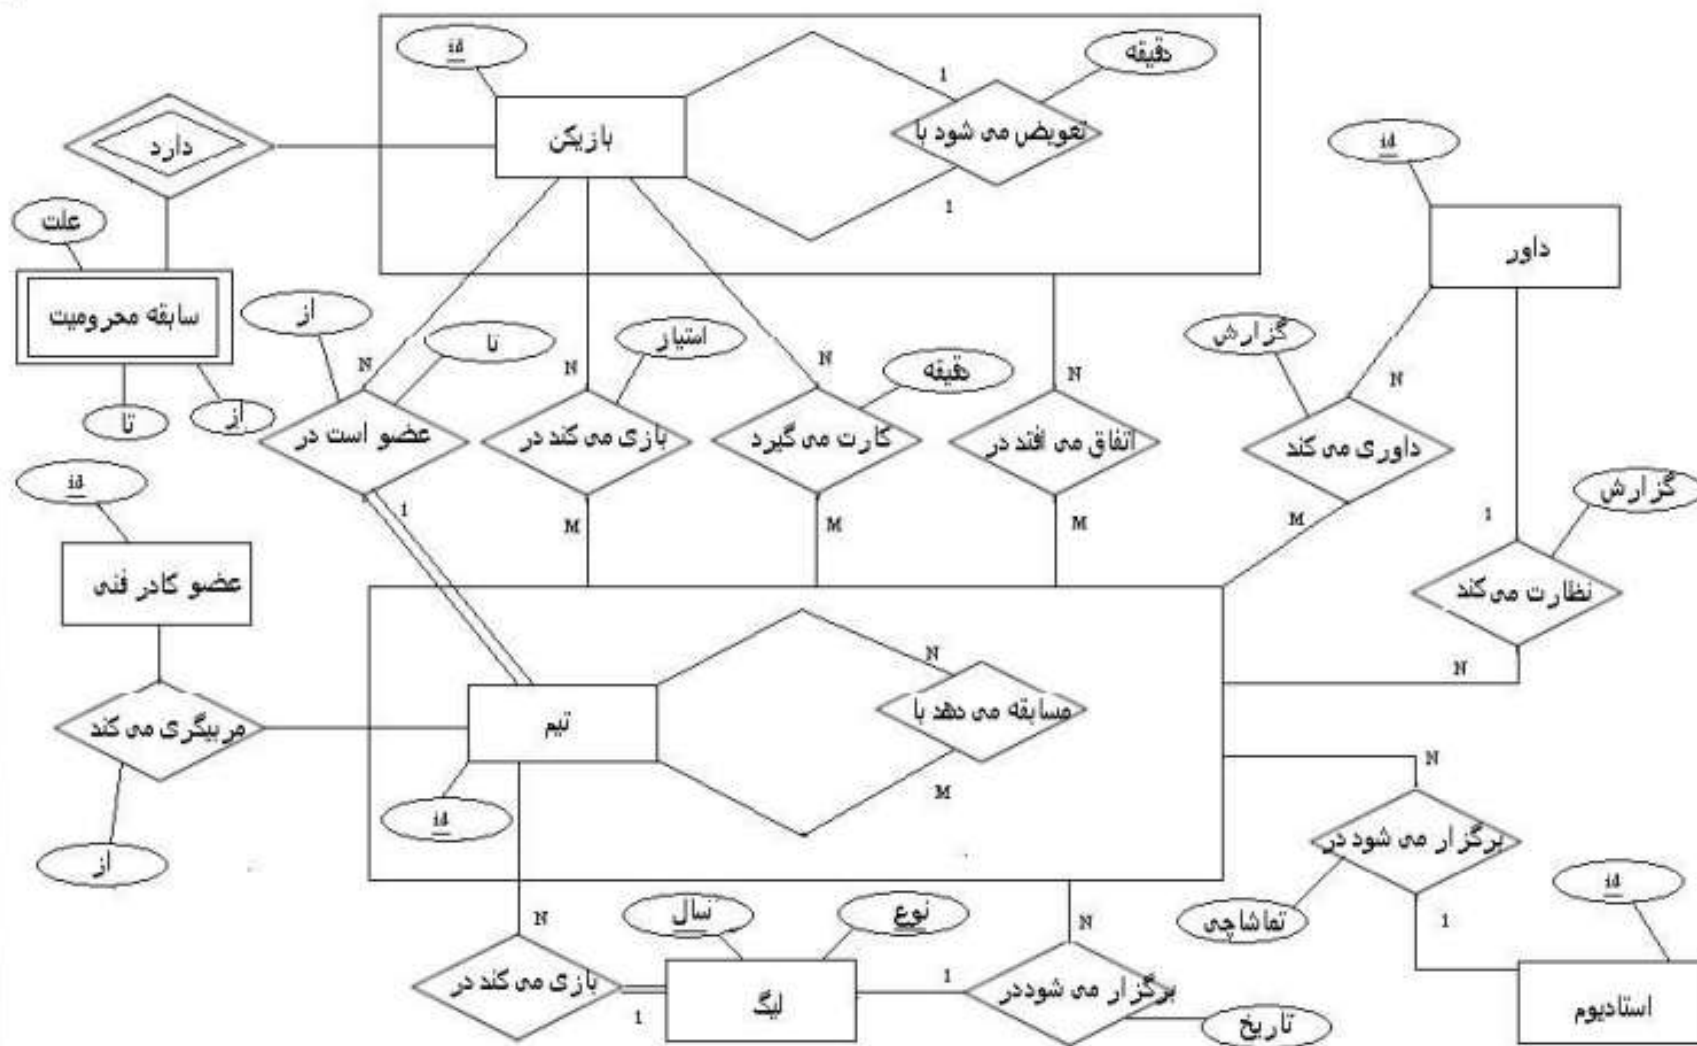 id
دقیقه
1
بازیکن
تعویض می شود با
دارد
1
id
علت
داور
سابقه محرومیت
از
تا
امتیاز
گزارش
N
N
N
دقیقه
N
N
تا
از
عضو است در
بازی می کند در
کارت می گیرد
اتفاق می افتد در
داوری می کند
id
گزارش
1
M
M
M
M
1
عضو کادر فنی
نظارت می کند
N
N
تیم
مسابقه می دهد با
مربیگری می کند
N
M
id
برگزار می شود در
از
id
سال
نوع
تماشاچی
N
N
1
بازی می کند در
1
لیگ
1
برگزار می شوددر
استادیوم
تاریخ